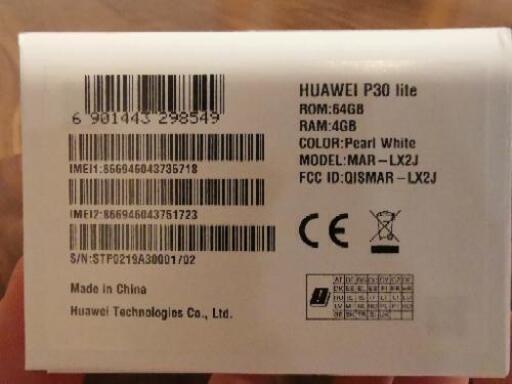 HUAWEI P30 lite
ROM:64GB
RAM:4GB
COLOR:Pearl White
MODEL:MAR-LX2J
FCC ID:QISMAR-LX2J
6 901443 298549
IMEI1:866946043735718
IMEI2:866946043751723
S/N:STP0219A30001/02
CE
Made in China
Huawei Technologies Co., Ltd.